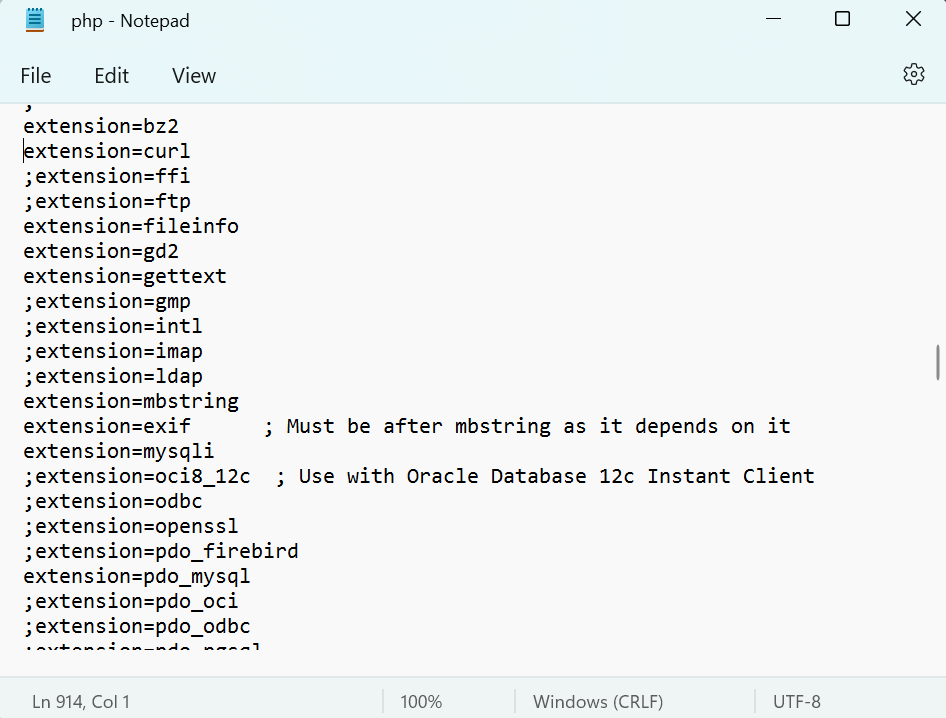 php - Notepad
File Edit View
;
extension=bz2
extension=curl
;extension=ffi
;extension=ftp
extension=fileinfo
extension=gd2
extension=gettext
;extension=gmp
;extension=intl
;extension=imap
;extension=ldap
extension=mbstring
extension=exif      ; Must be after mbstring as it depends on it
extension=mysqli
;extension=oci8_12c  ; Use with Oracle Database 12c Instant Client
;extension=odbc
;extension=openssl
;extension=pdo_firebird
extension=pdo_mysql
;extension=pdo_oci
;extension=pdo_odbc
;extension=pdo_pgsql
Ln 914, Col 1 100% Windows (CRLF) UTF-8